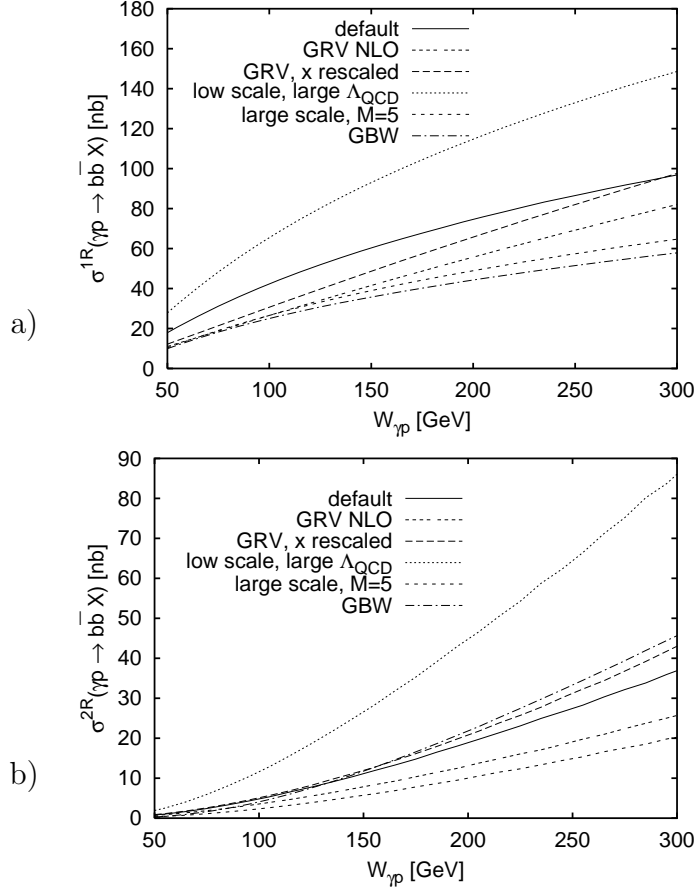 180
160
140
120
100
80
60
40
20
0
σ^1R(γp → bb̅ X) [nb]
default
GRV NLO
GRV, x rescaled
low scale, large Λ_QCD
large scale, M=5
GBW
50 100 150 200 250 300
W_γp [GeV]
a)
90
80
70
60
50
40
30
20
10
0
σ^2R(γp → bb̅ X) [nb]
default
GRV NLO
GRV, x rescaled
low scale, large Λ_QCD
large scale, M=5
GBW
50 100 150 200 250 300
W_γp [GeV]
b)